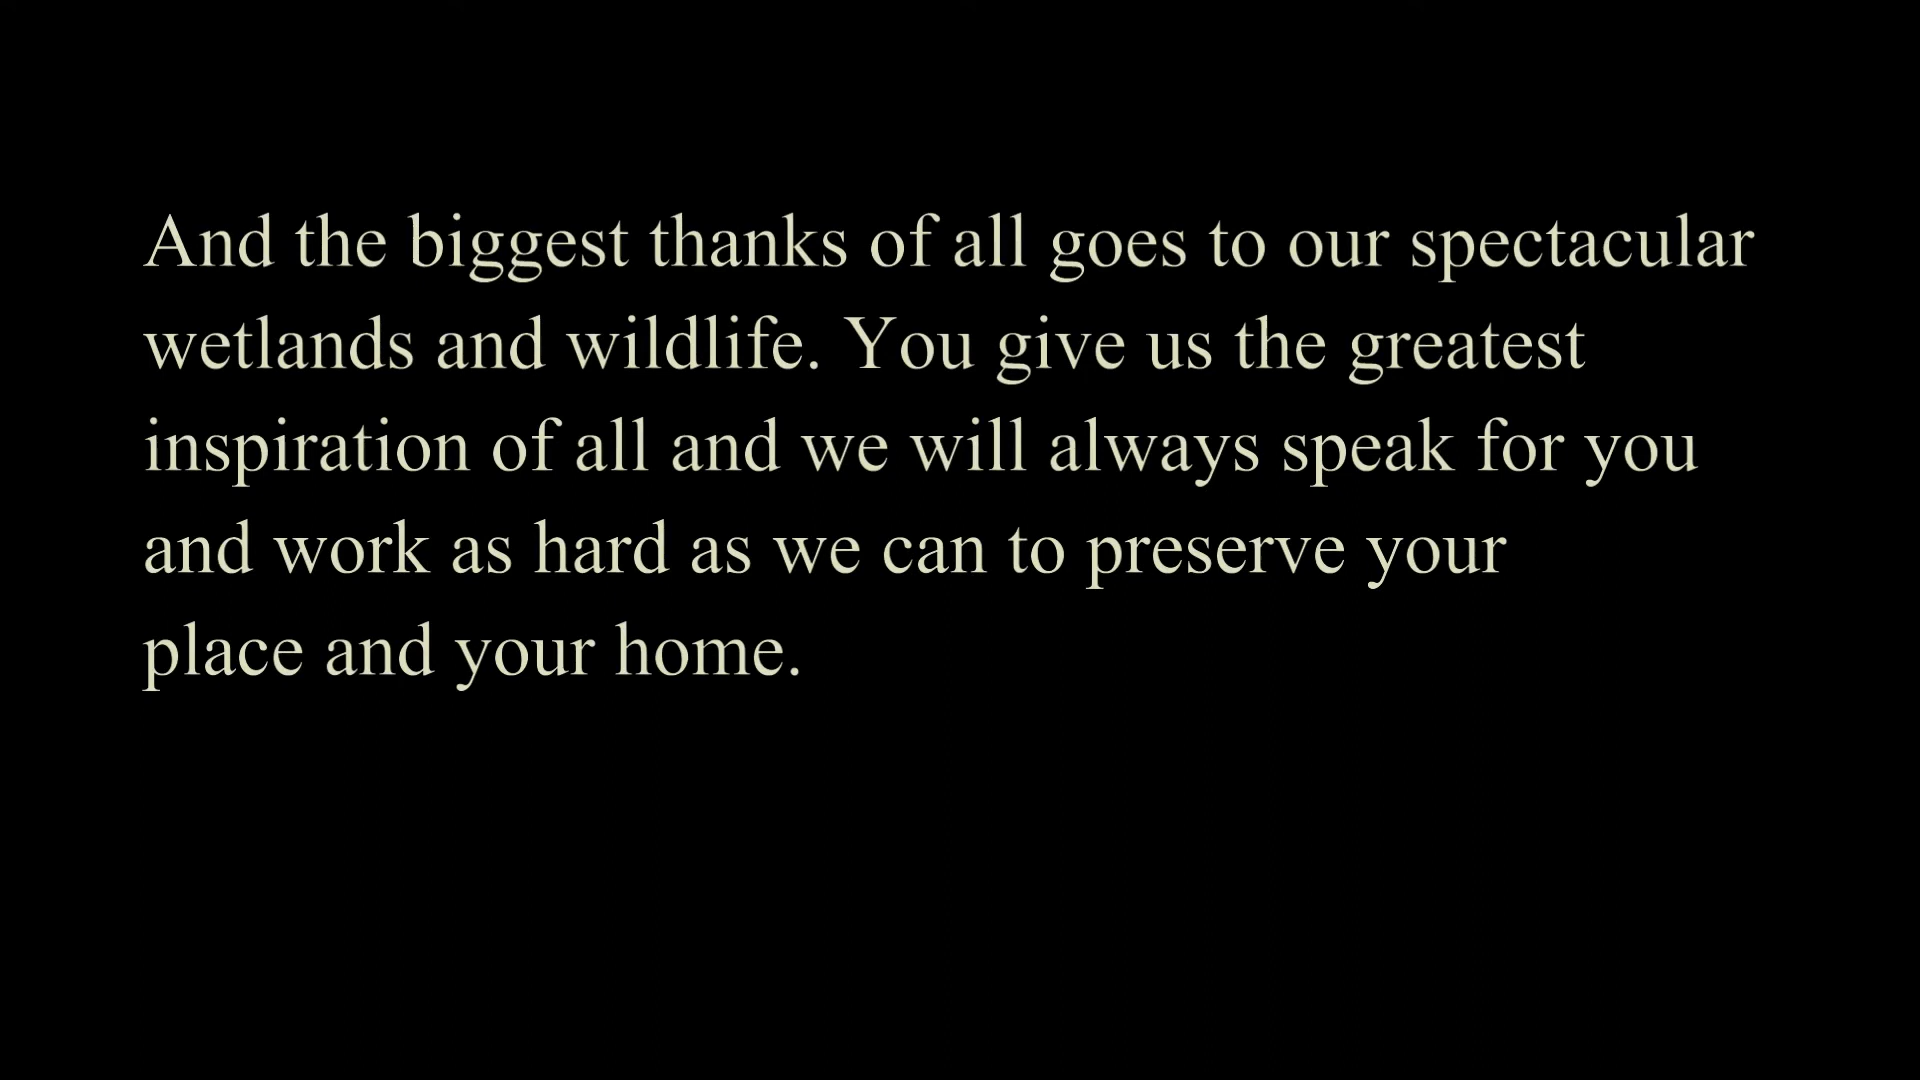 And the biggest thanks of all goes to our spectacular
wetlands and wildlife. You give us the greatest
inspiration of all and we will always speak for you
and work as hard as we can to preserve your
place and your home.